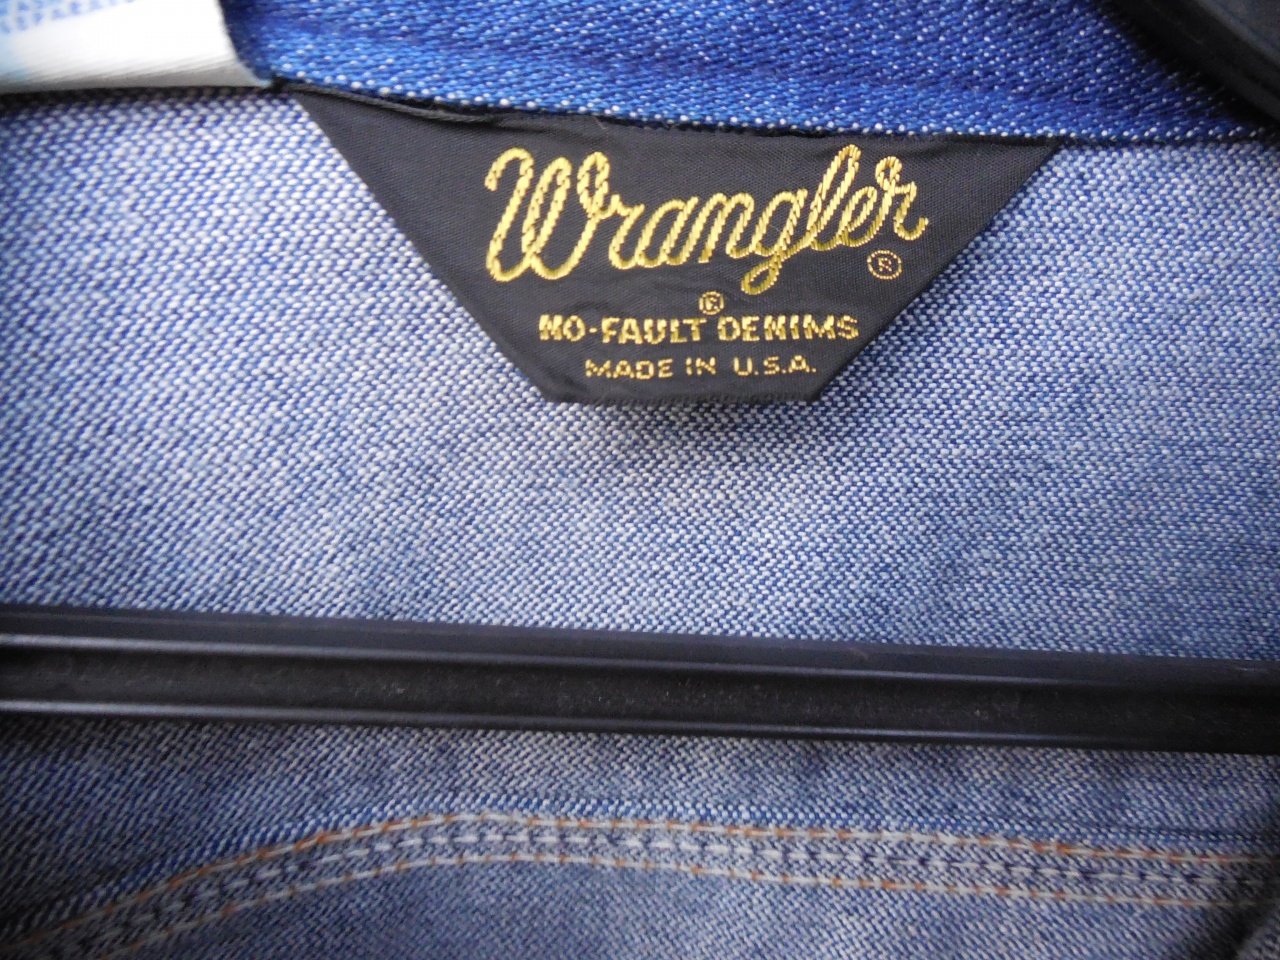 Wrangler ®
®
NO-FAULT DENIMS
MADE IN U.S.A.